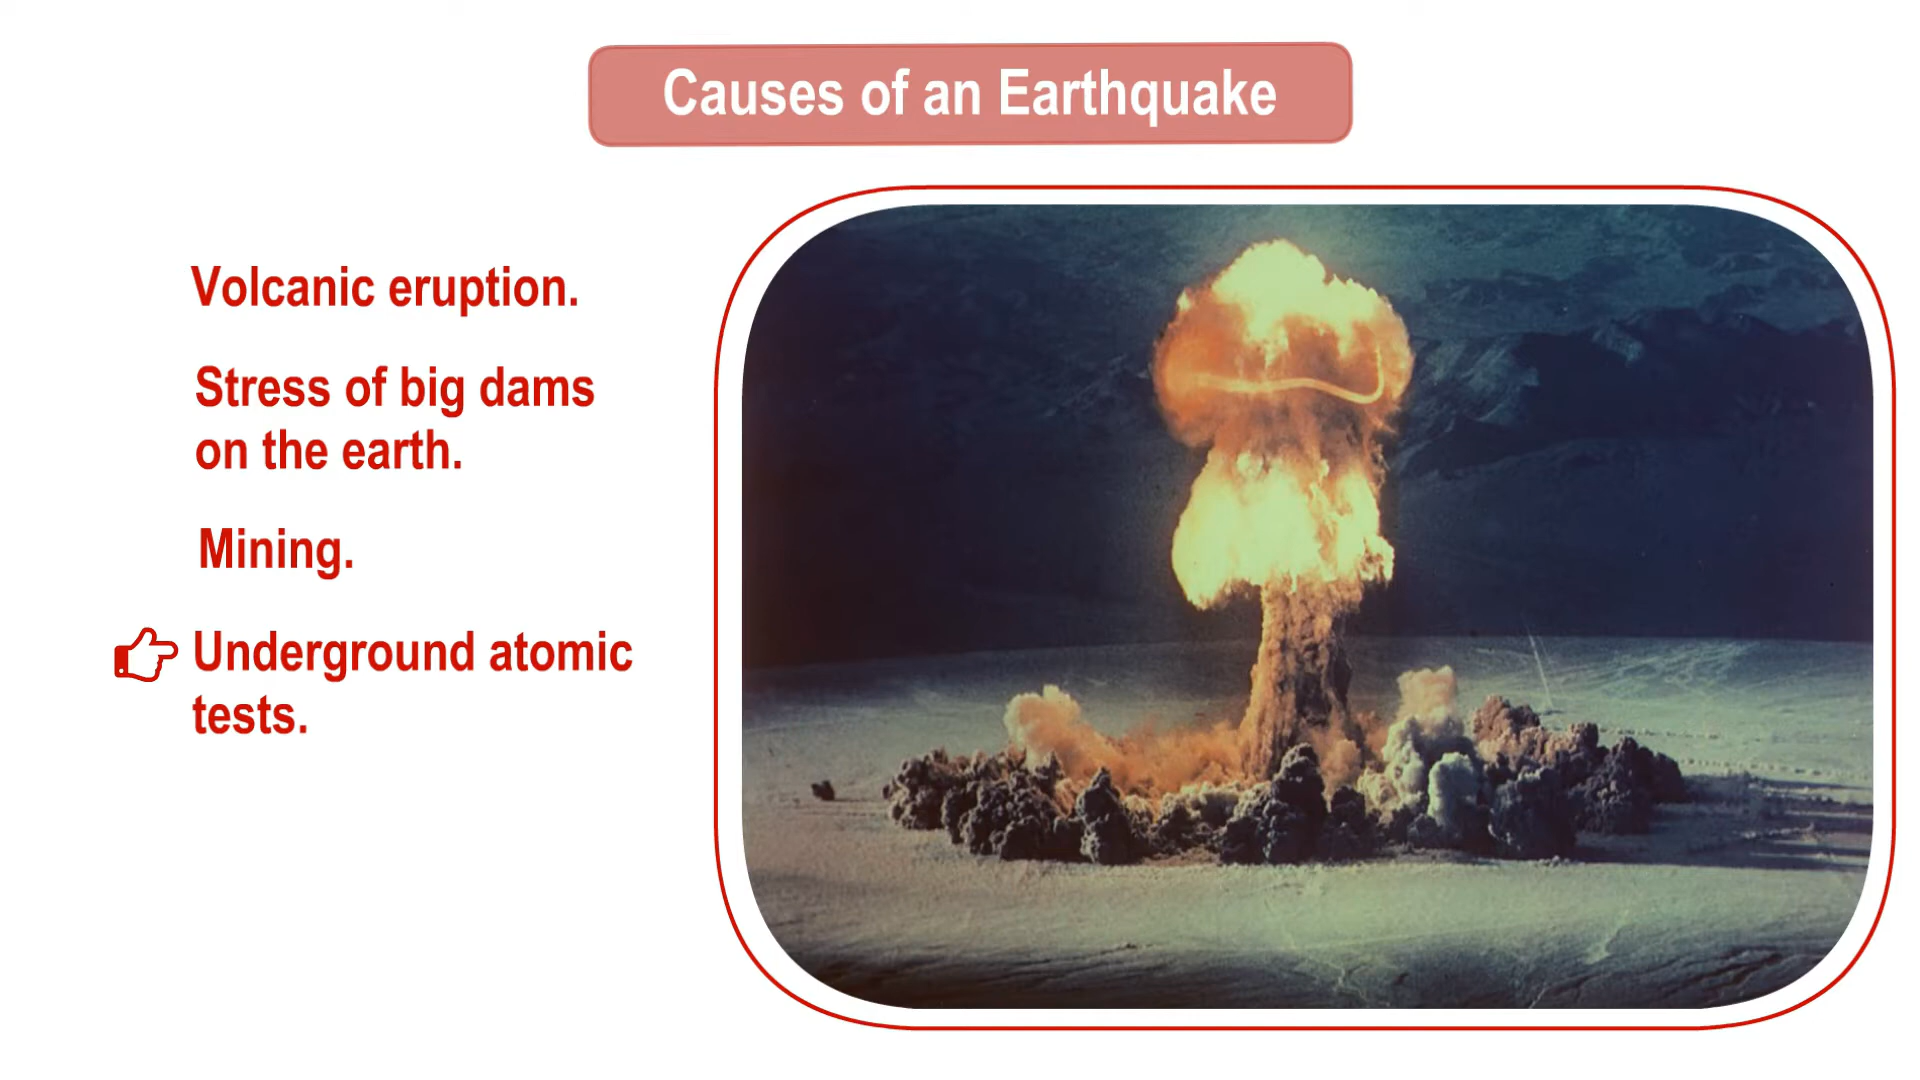 Causes of an Earthquake
Volcanic eruption.
Stress of big dams
on the earth.
Mining.
Underground atomic
tests.